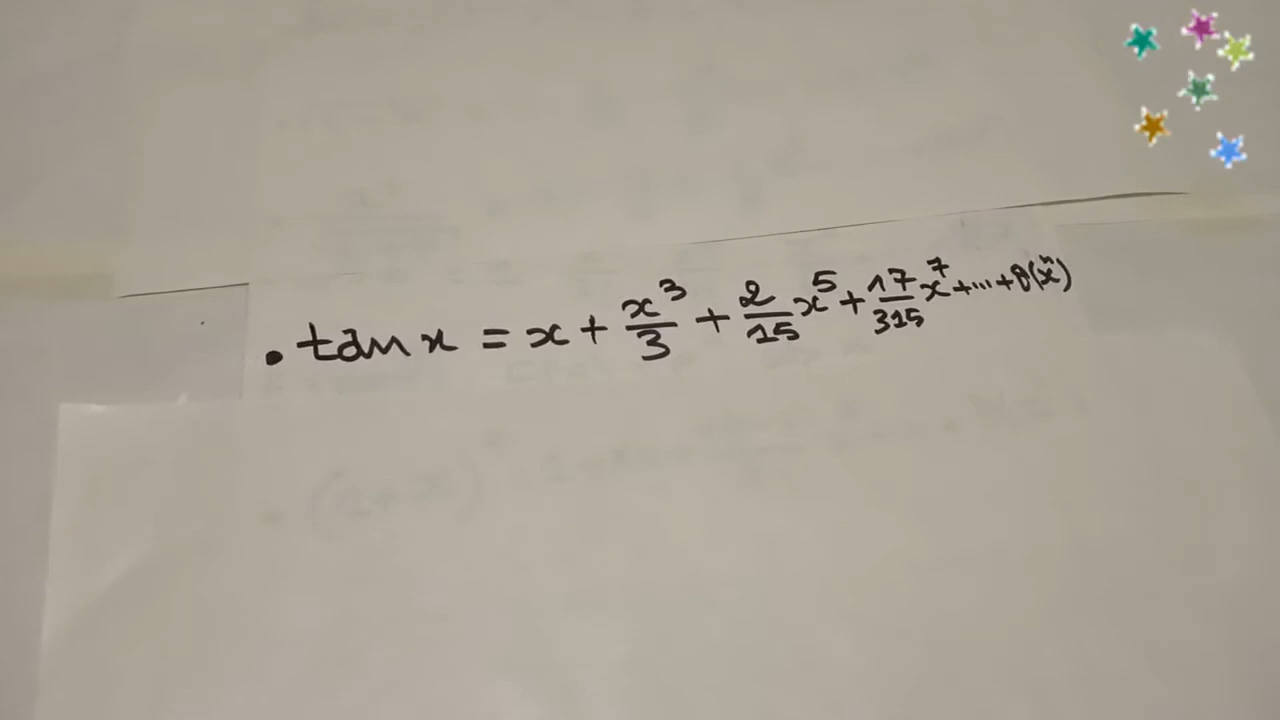 • tan x = x + x³/3 + 2/15 x⁵ + 17/315 x⁷ + ... + θ(xⁿ)